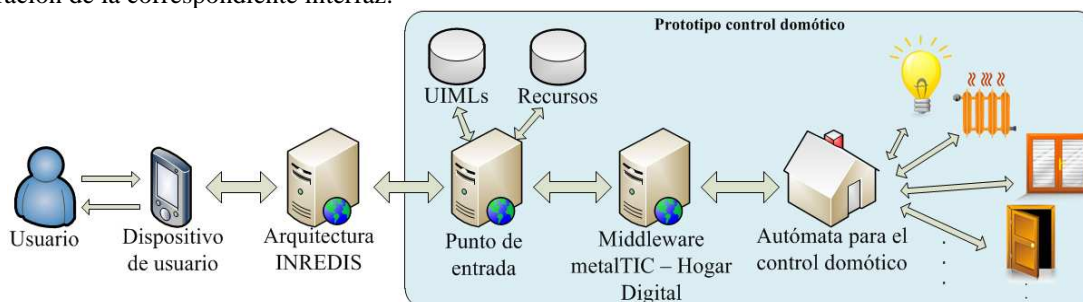 ración de la correspondiente interfaz.
Prototipo control domótico
UIMLs
Recursos
Usuario
Dispositivo
de usuario
Arquitectura
INREDIS
Punto de
entrada
Middleware
metalTIC – Hogar
Digital
Autómata para el
control domótico